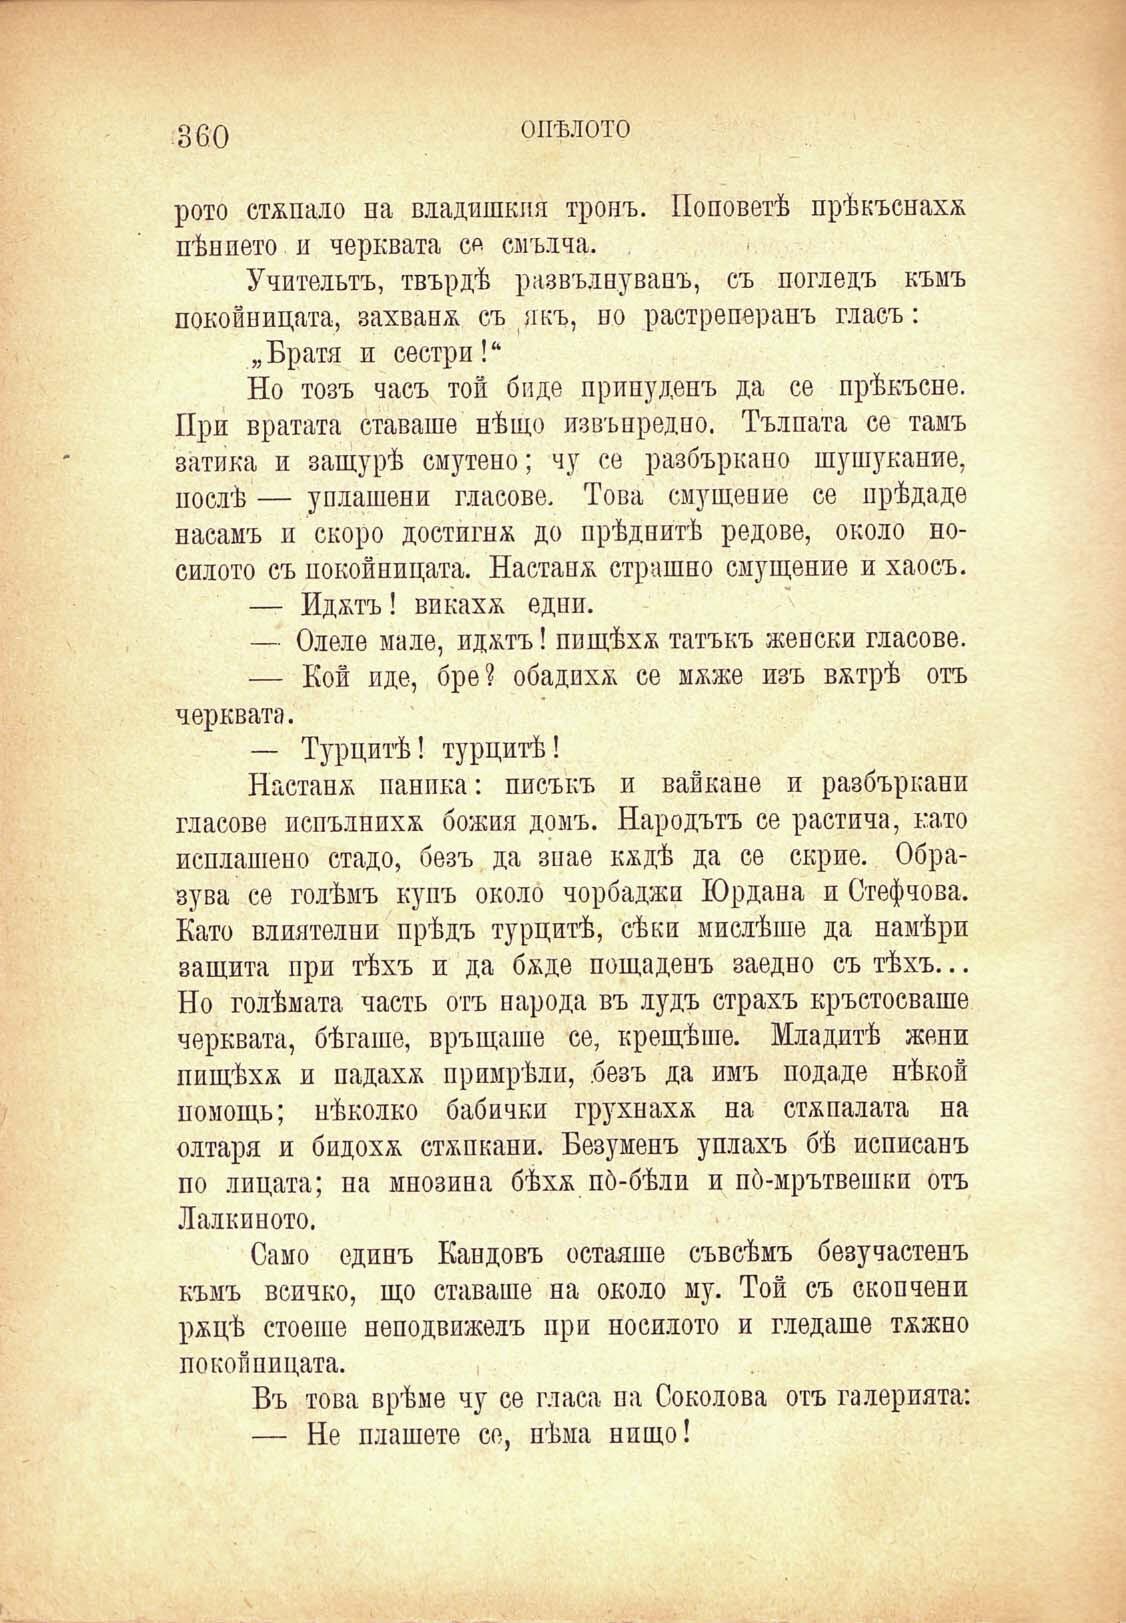 360
ОПѢЛОТО
рото стѫпало на владишкия тронъ. Поповетѣ прѣкъснахѫ
пѣнието и черквата се смълча.
Учительтъ, твърдѣ развълнуванъ, съ погледъ къмъ
покойницата, захванѫ съ якъ, но растреперанъ гласъ:
„Братя и сестри!“
Но тозъ часъ той биде принуденъ да се прѣкъсне.
При вратата ставаше нѣщо извънредно. Тълпата се тамъ
затика и защурѣ смутено; чу се разбъркано шушукание,
послѣ — уплашени гласове. Това смущение се прѣдаде
насамъ и скоро достигнѫ до прѣднитѣ редове, около но-
силото съ покойницата. Настанѫ страшно смущение и хаосъ.
— Идѫтъ! викахѫ едни.
— Олеле мале, идѫтъ! пищѣхѫ татъкъ женски гласове.
— Кой иде, бре? обадихѫ се мѫже изъ вѫтрѣ отъ
черквата.
— Турцитѣ! турцитѣ!
Настанѫ паника: писъкъ и вайкане и разбъркани
гласове испълнихѫ божия домъ. Народътъ се растича, като
исплашено стадо, безъ да знае кѫдѣ да се скрие. Обра-
зува се голѣмъ купъ около чорбаджи Юрдана и Стефчова.
Като влиятелни прѣдъ турцитѣ, сѣки мислѣше да намѣри
защита при тѣхъ и да бѫде пощаденъ заедно съ тѣхъ...
Но голѣмата часть отъ народа въ лудъ страхъ кръстосваше
черквата, бѣгаше, връщаше се, крещѣше. Младитѣ жени
пищѣхѫ и падахѫ примрѣли, безъ да имъ подаде нѣкой
помощь; нѣколко бабички грухнахѫ на стѫпалата на
олтаря и бидохѫ стѫпкани. Безуменъ уплахъ бѣ исписанъ
по лицата; на мнозина бѣхѫ по̀-бѣли и по̀-мрътвешки отъ
Лалкиното.
Само единъ Кандовъ остаяше съвсѣмъ безучастенъ
къмъ всичко, що ставаше на около му. Той съ скопчени
рѫцѣ стоеше неподвижелъ при носилото и гледаше тѫжно
покойницата.
Въ това врѣме чу се гласа на Соколова отъ галерията:
— Не плашете се, нѣма нищо!